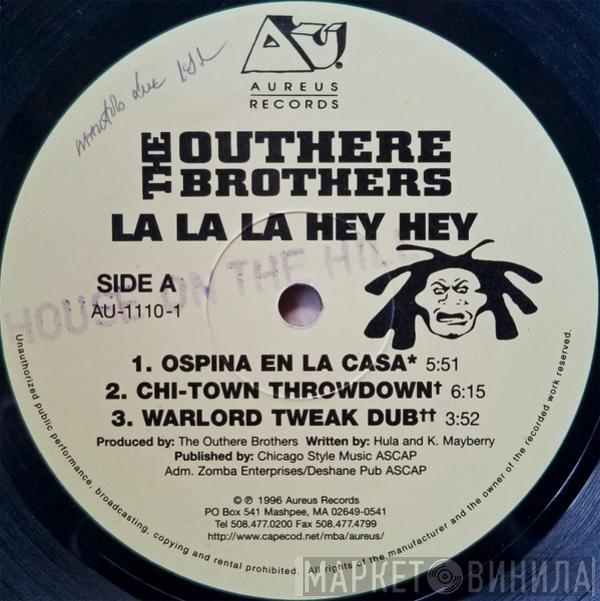 AU.
AUREUS
RECORDS
THE OUTHERE
BROTHERS
LA LA LA HEY HEY
HOUSE ON THE HILL
SIDE A
AU-1110-1
1. OSPINA EN LA CASA* 5:51
2. CHI-TOWN THROWDOWN† 6:15
3. WARLORD TWEAK DUB†† 3:52
Produced by: The Outhere Brothers Written by: Hula and K. Mayberry
Published by: Chicago Style Music ASCAP
Adm. Zomba Enterprises/Deshane Pub ASCAP
© ℗ 1996 Aureus Records
PO Box 541 Mashpee, MA 02649-0541
Tel 508.477.0200 Fax 508.477.4799
http://www.capecod.net/mba/aureus/
Unauthorized public performance, broadcasting, copying and rental prohibited. All rights of the manufacturer and the owner of the recorded work reserved.
МАРКЕТ ВИНИЛА